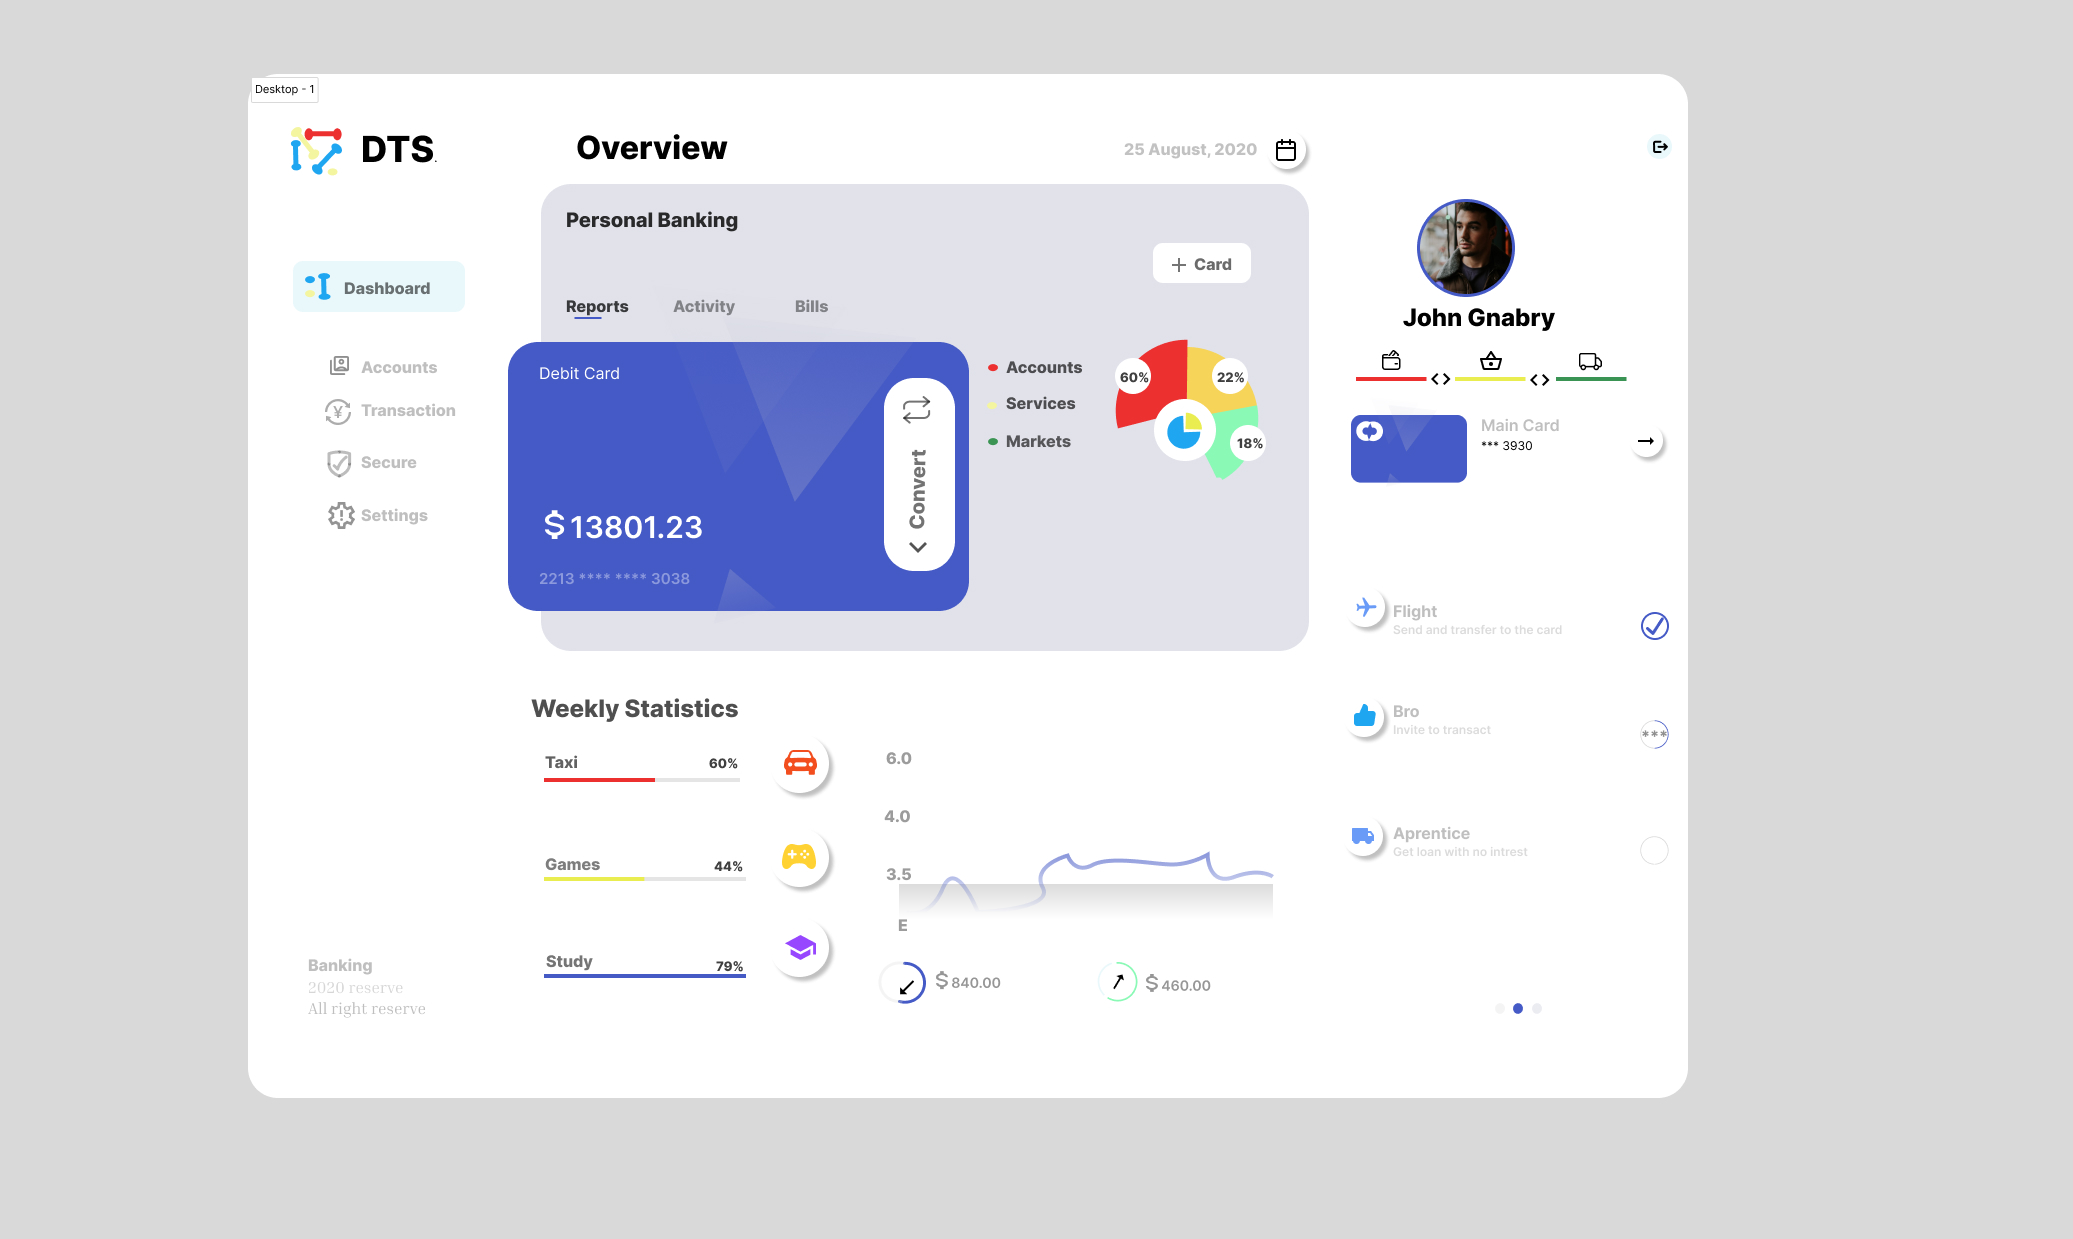 Desktop - 1
DTS.
Overview
25 August, 2020
Personal Banking
+ Card
Dashboard
Reports
Activity
Bills
Accounts
Transaction
Secure
Settings
Debit Card
Convert
$ 13801.23
2213 **** **** 3038
Accounts
Services
Markets
60%
22%
18%
John Gnabry
Main Card
*** 3930
Flight
Send and transfer to the card
Bro
Invite to transact
***
Aprentice
Get loan with no intrest
Weekly Statistics
Taxi
60%
Games
44%
Study
79%
6.0
4.0
3.5
E
$ 840.00
$ 460.00
Banking
2020 reserve
All right reserve